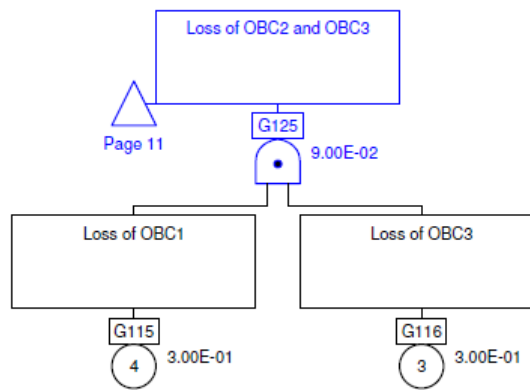 Loss of OBC2 and OBC3
Page 11
G125
9.00E-02
Loss of OBC1
Loss of OBC3
G115
G116
4
3.00E-01
3
3.00E-01